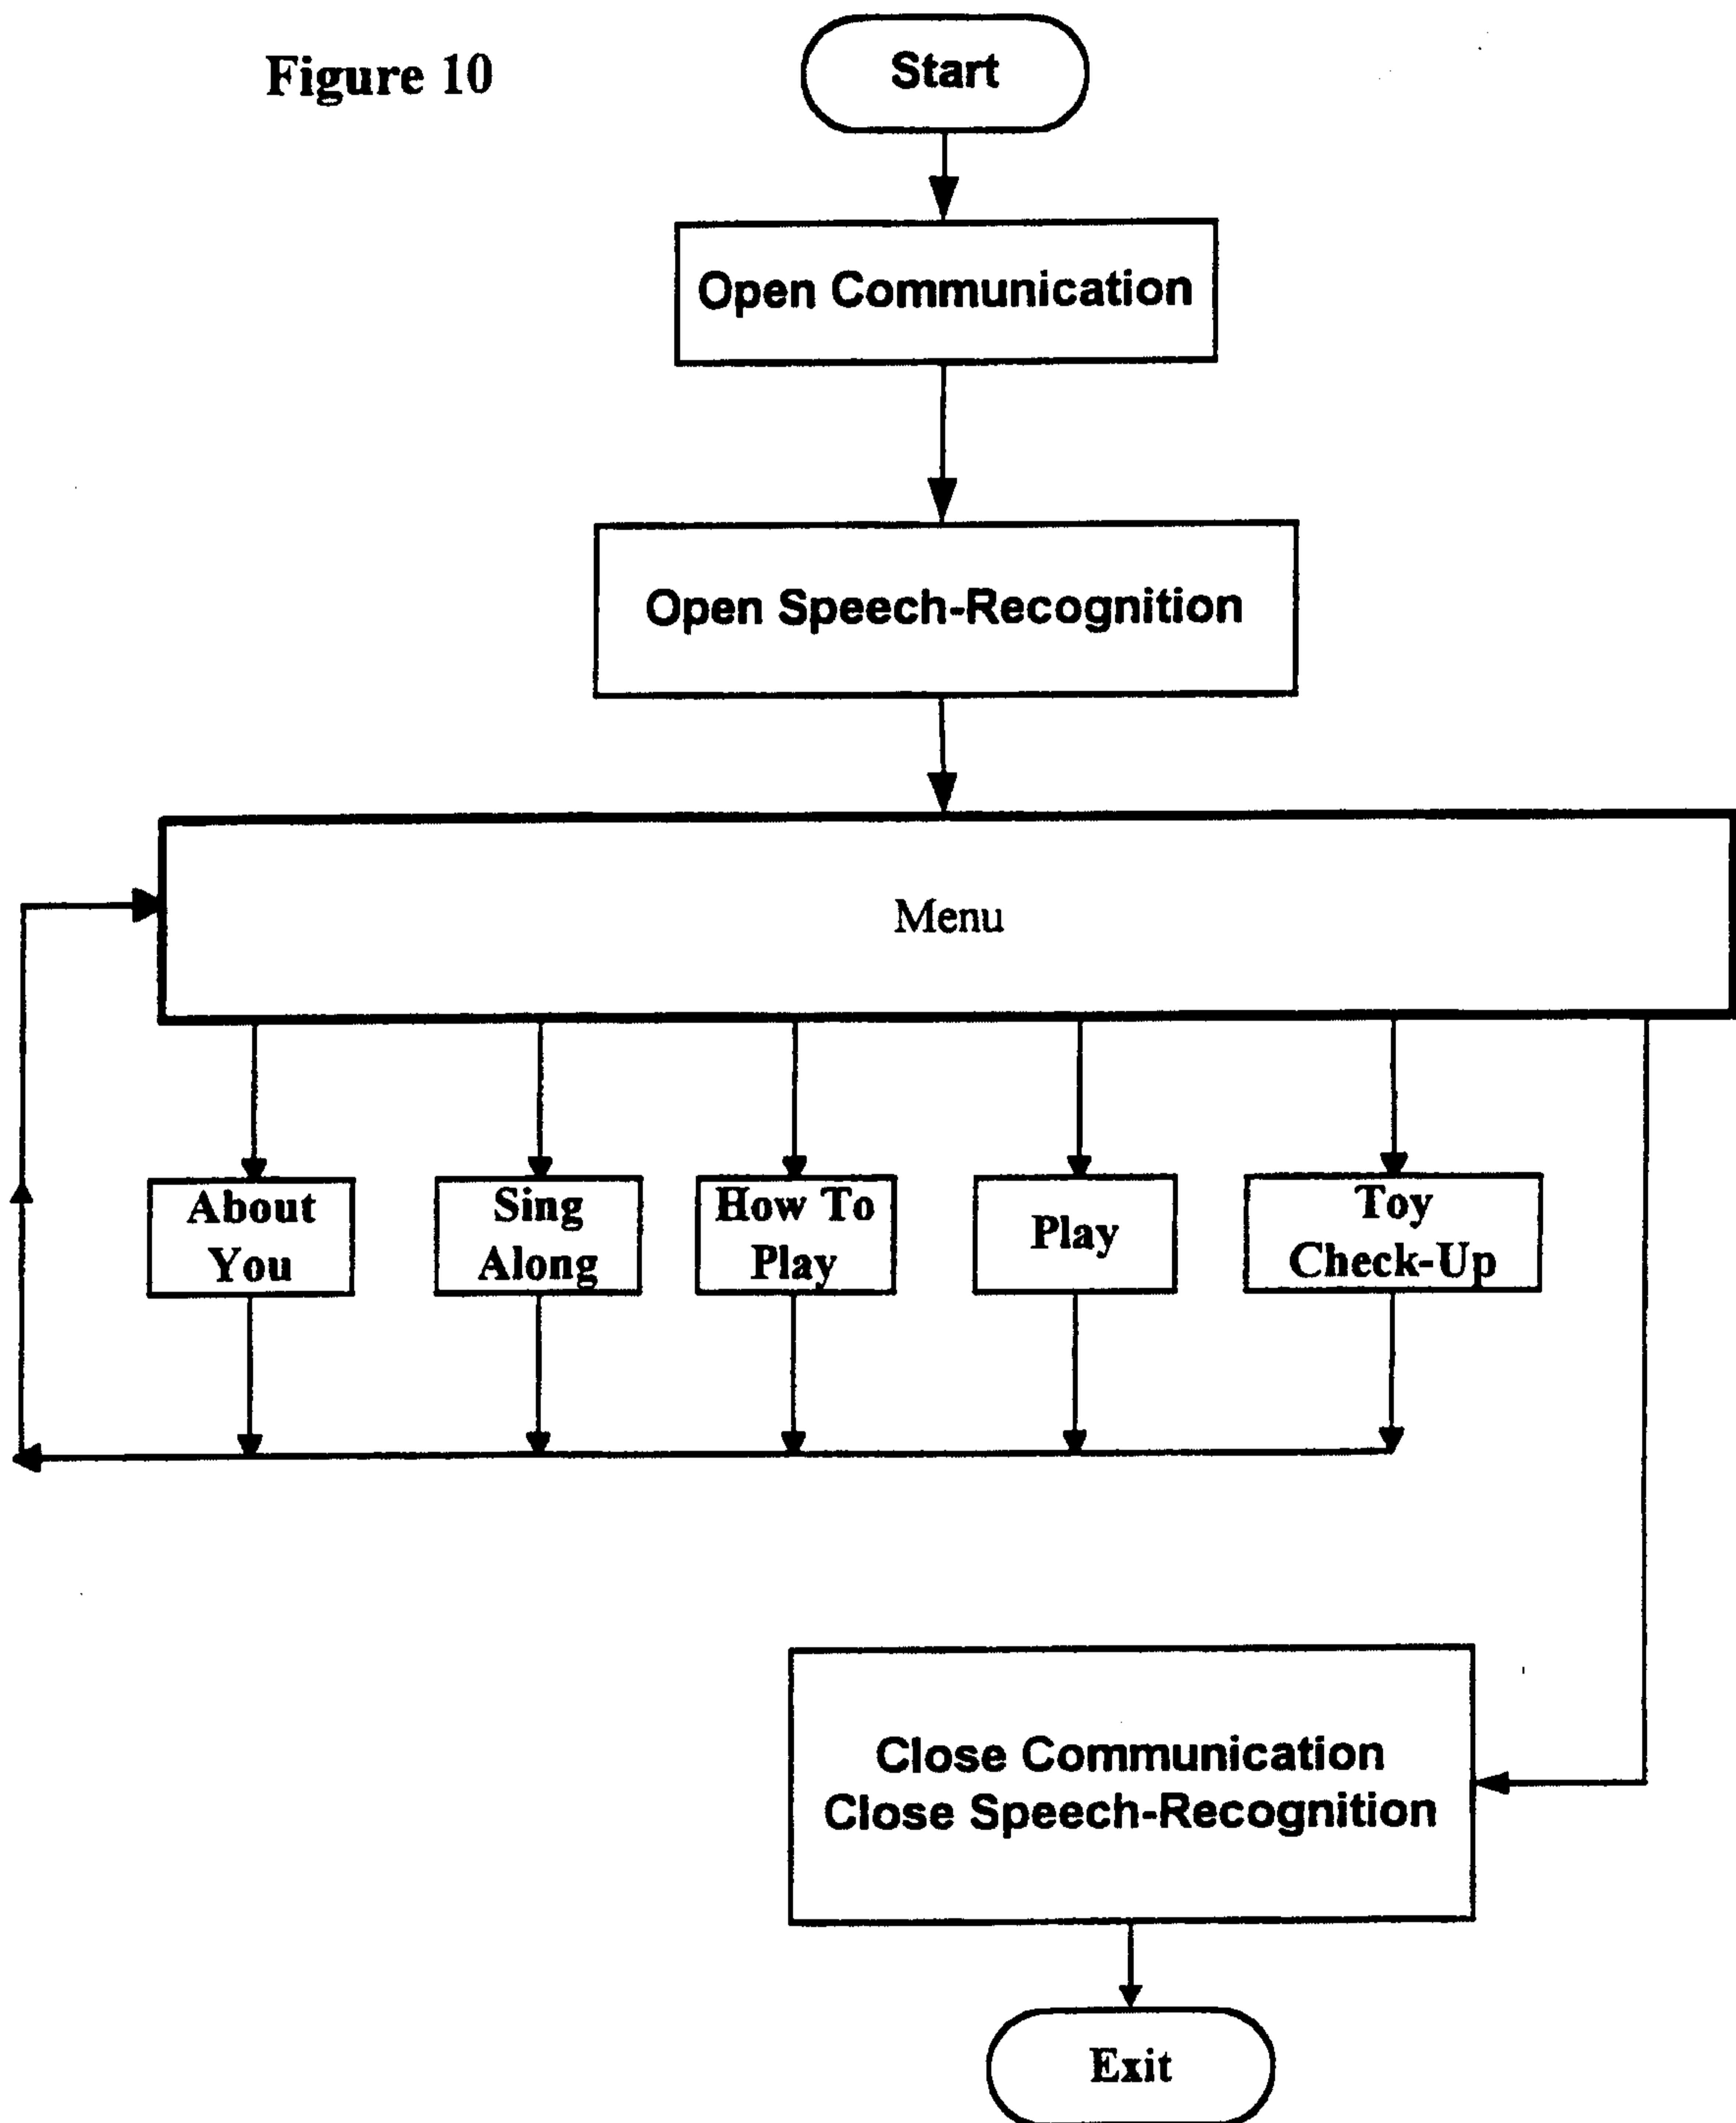 Figure 10
Start
Open Communication
Open Speech-Recognition
Menu
About
You
Sing
Along
How To
Play
Play
Toy
Check-Up
Close Communication
Close Speech-Recognition
Exit